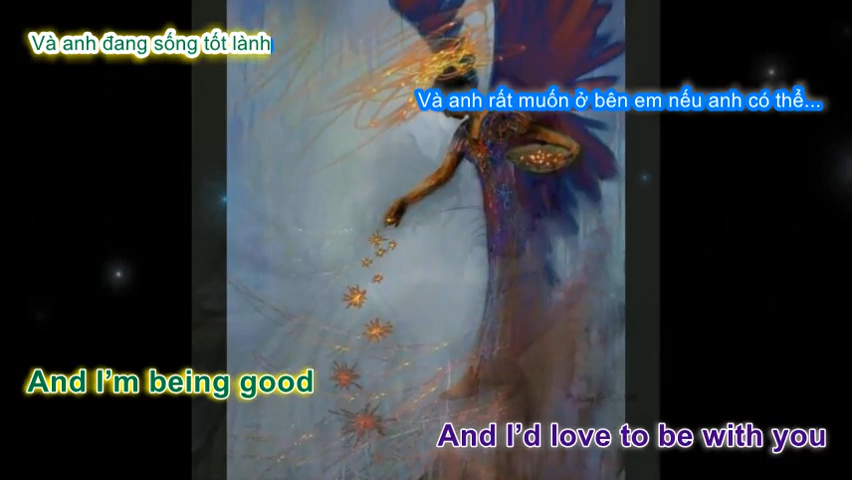 Và anh đang sống tốt lành
Và anh rất muốn ở bên em nếu anh có thể...
And I'm being good
And I'd love to be with you